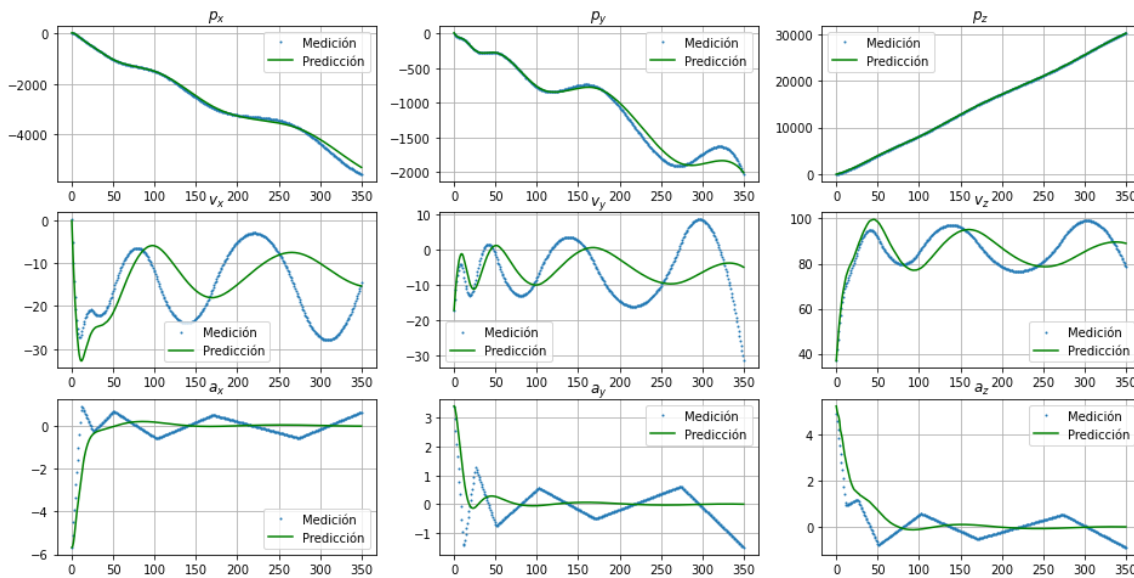 p_x
0
−2000
−4000
0 50 100 150 200 250 300 350
Medición
Predicción
p_y
0
−500
−1000
−1500
−2000
0 50 100 150 200 250 300 350
Medición
Predicción
p_z
30000
20000
10000
0
0 50 100 150 200 250 300 350
Medición
Predicción
v_x
0
−10
−20
−30
0 50 100 150 200 250 300 350
Medición
Predicción
v_y
10
0
−10
−20
−30
0 50 100 150 200 250 300 350
Medición
Predicción
v_z
100
80
60
40
0 50 100 150 200 250 300 350
Medición
Predicción
a_x
0
−2
−4
−6
0 50 100 150 200 250 300 350
Medición
Predicción
a_y
3
2
1
0
−1
0 50 100 150 200 250 300 350
Medición
Predicción
a_z
4
2
0
0 50 100 150 200 250 300 350
Medición
Predicción